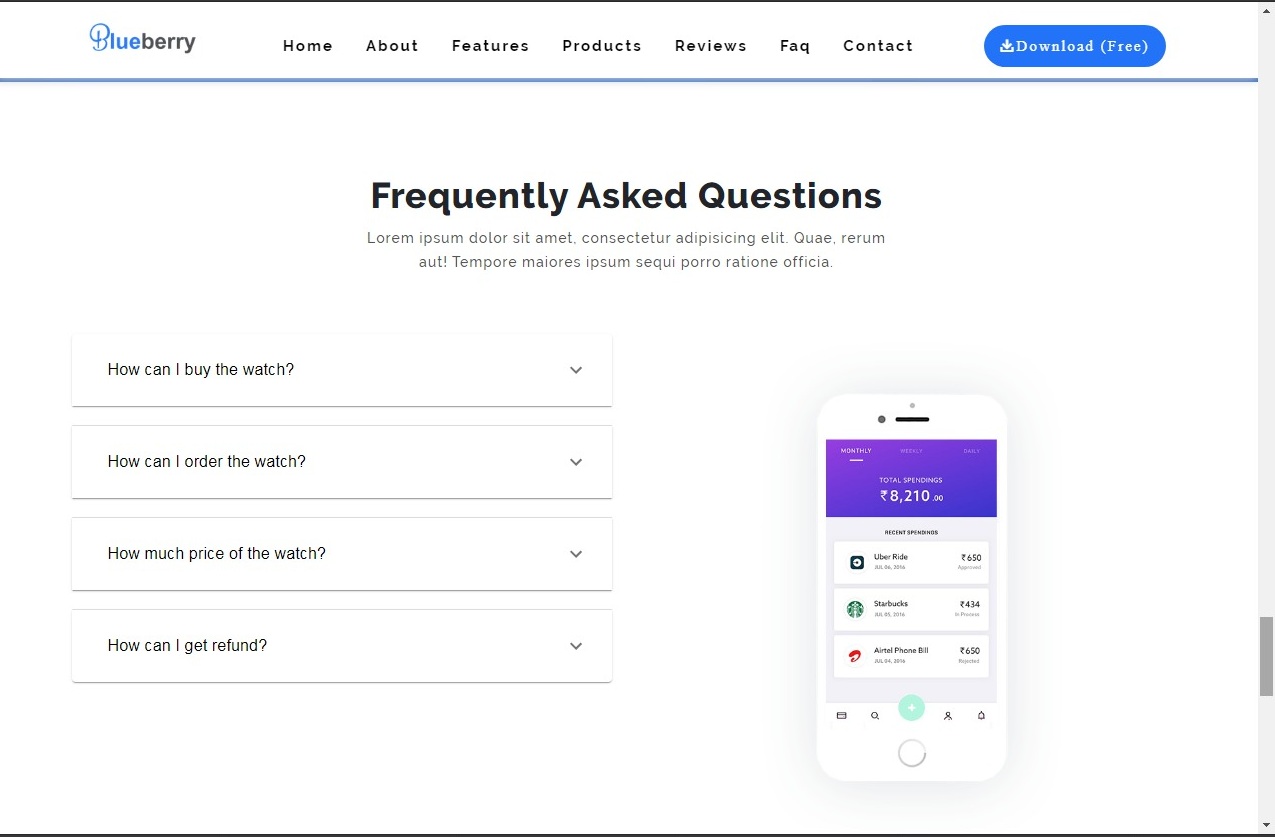 Blueberry
Home About Features Products Reviews Faq Contact
Download (Free)
Frequently Asked Questions
Lorem ipsum dolor sit amet, consectetur adipisicing elit. Quae, rerum
aut! Tempore maiores ipsum sequi porro ratione officia.
How can I buy the watch?
How can I order the watch?
How much price of the watch?
How can I get refund?
MONTHLY WEEKLY DAILY
TOTAL SPENDINGS
₹8,210.00
RECENT SPENDINGS
Uber Ride ₹650
JUL 06, 2016 Approved
Starbucks ₹434
JUL 05, 2016 In Process
Airtel Phone Bill ₹650
JUL 04, 2016 Rejected